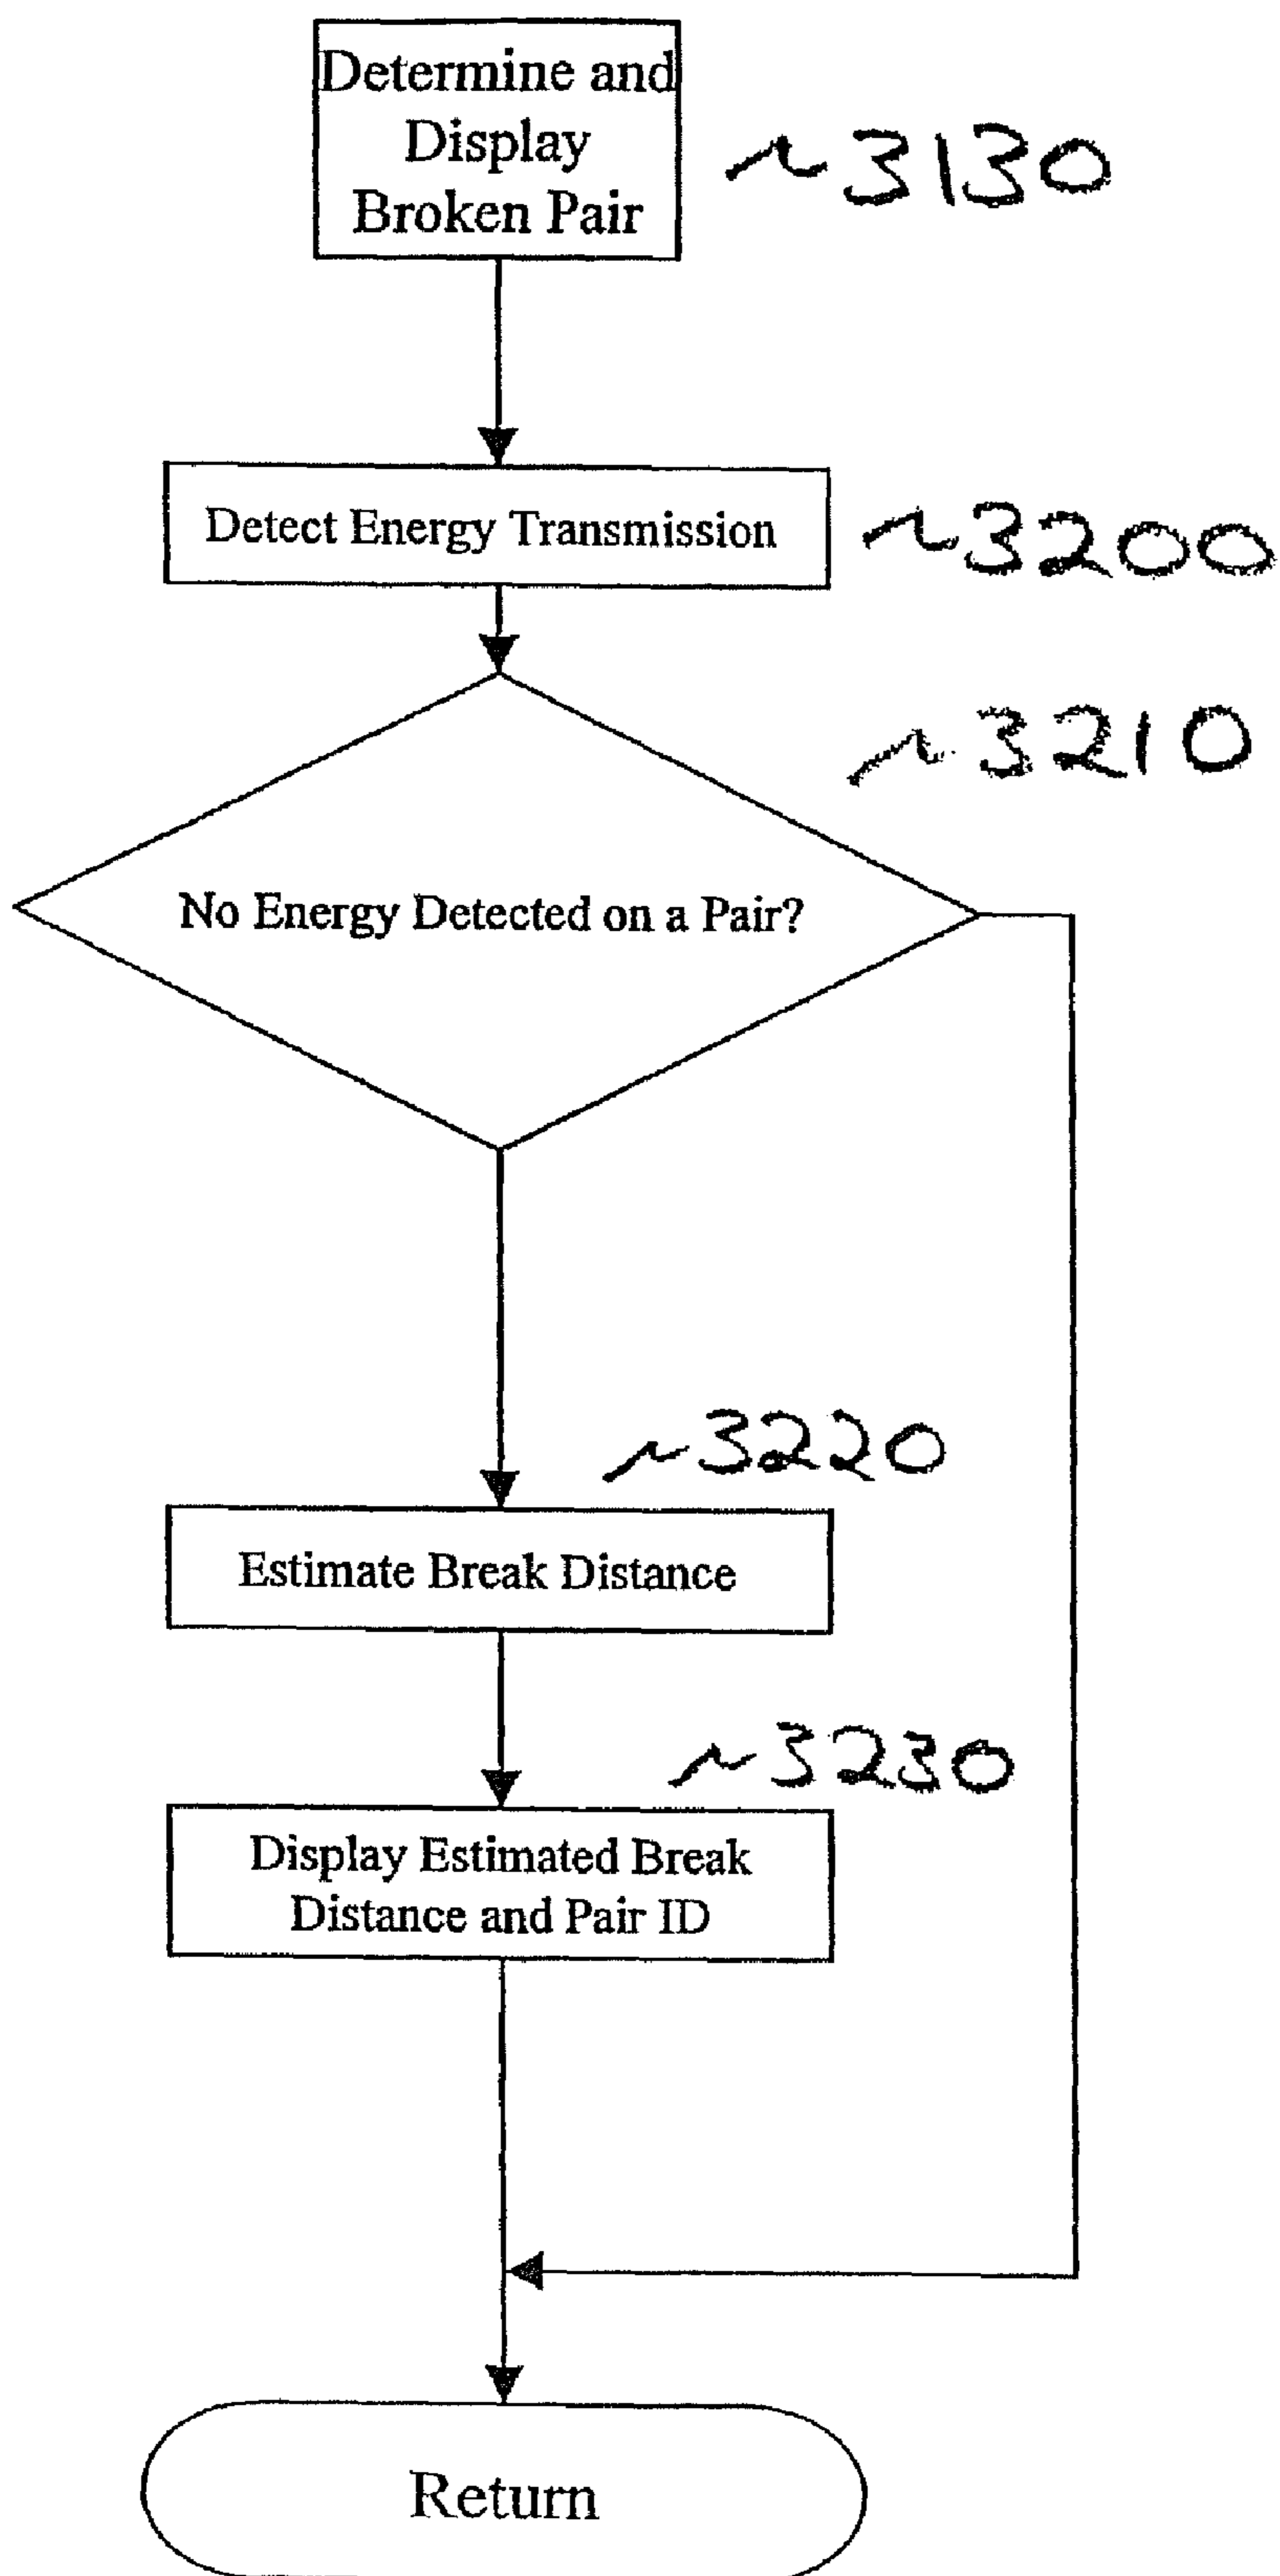 Determine and
Display
Broken Pair
~3130
Detect Energy Transmission
~3200
~3210
No Energy Detected on a Pair?
~3220
Estimate Break Distance
~3230
Display Estimated Break
Distance and Pair ID
Return